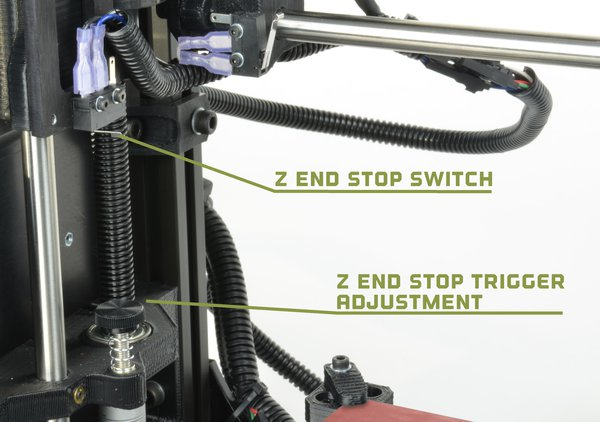 Z END STOP SWITCH
Z END STOP TRIGGER
ADJUSTMENT